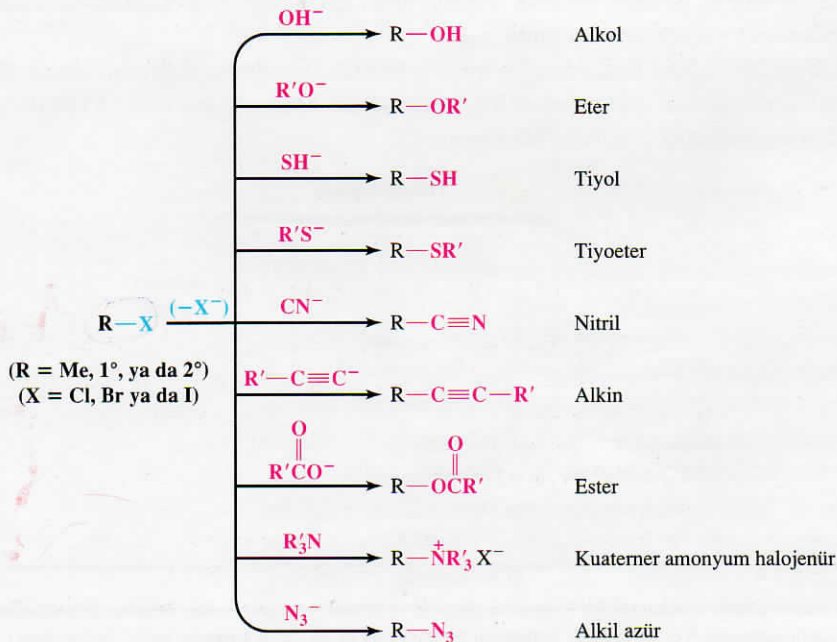 OH⁻ R—OH Alkol
R′O⁻ R—OR′ Eter
SH⁻ R—SH Tiyol
R′S⁻ R—SR′ Tiyoeter
R—X (−X⁻) CN⁻ R—C≡N Nitril
(R = Me, 1°, ya da 2°)
(X = Cl, Br ya da I)
R′—C≡C⁻ R—C≡C—R′ Alkin
O O
R′CO⁻ R—OCR′ Ester
R′₃N R—N⁺R′₃ X⁻ Kuaterner amonyum halojenür
N₃⁻ R—N₃ Alkil azür